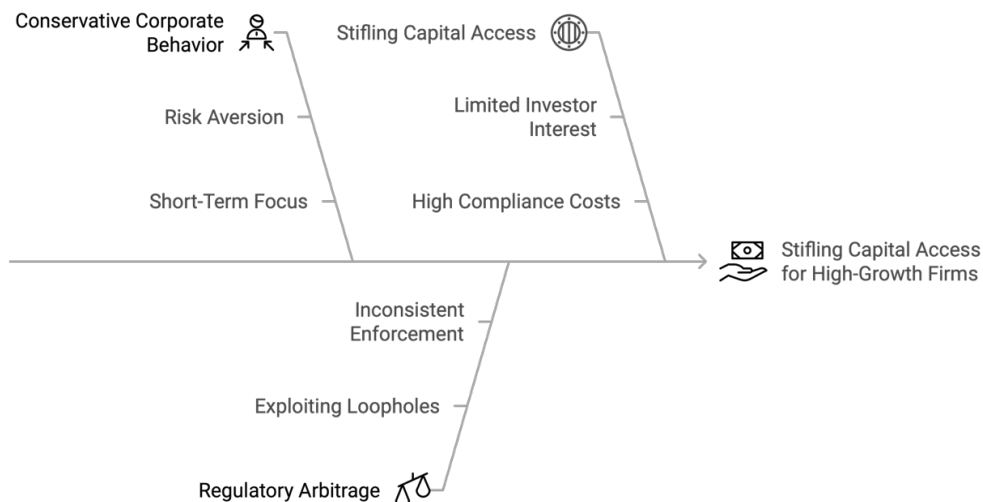 Conservative Corporate
Behavior
Stifling Capital Access
Risk Aversion
Limited Investor
Interest
Short-Term Focus
High Compliance Costs
Stifling Capital Access
for High-Growth Firms
Inconsistent
Enforcement
Exploiting Loopholes
Regulatory Arbitrage